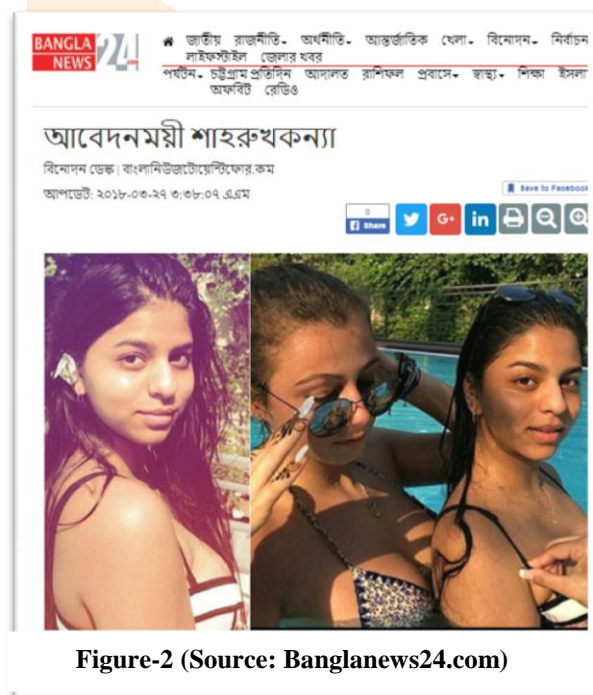 BANGLA
NEWS 24
জাতীয় রাজনীতি অর্থনীতি আন্তর্জাতিক খেলা বিনোদন নির্বাচন
লাইফস্টাইল জেলার খবর
পর্যটন চট্টগ্রাম প্রতিদিন আদালত রাশিফল প্রবাসে স্বাস্থ্য শিক্ষা ইসলা
অফবিট রেডিও
আবেদনময়ী শাহরুখকন্যা
বিনোদন ডেস্ক | বাংলানিউজটোয়েন্টিফোর.কম
আপডেট: ২০১৮-০৩-২৭ ৩:৩৮:০৭ এএম
Save to Facebook
0
Share
G+
in
Figure-2 (Source: Banglanews24.com)